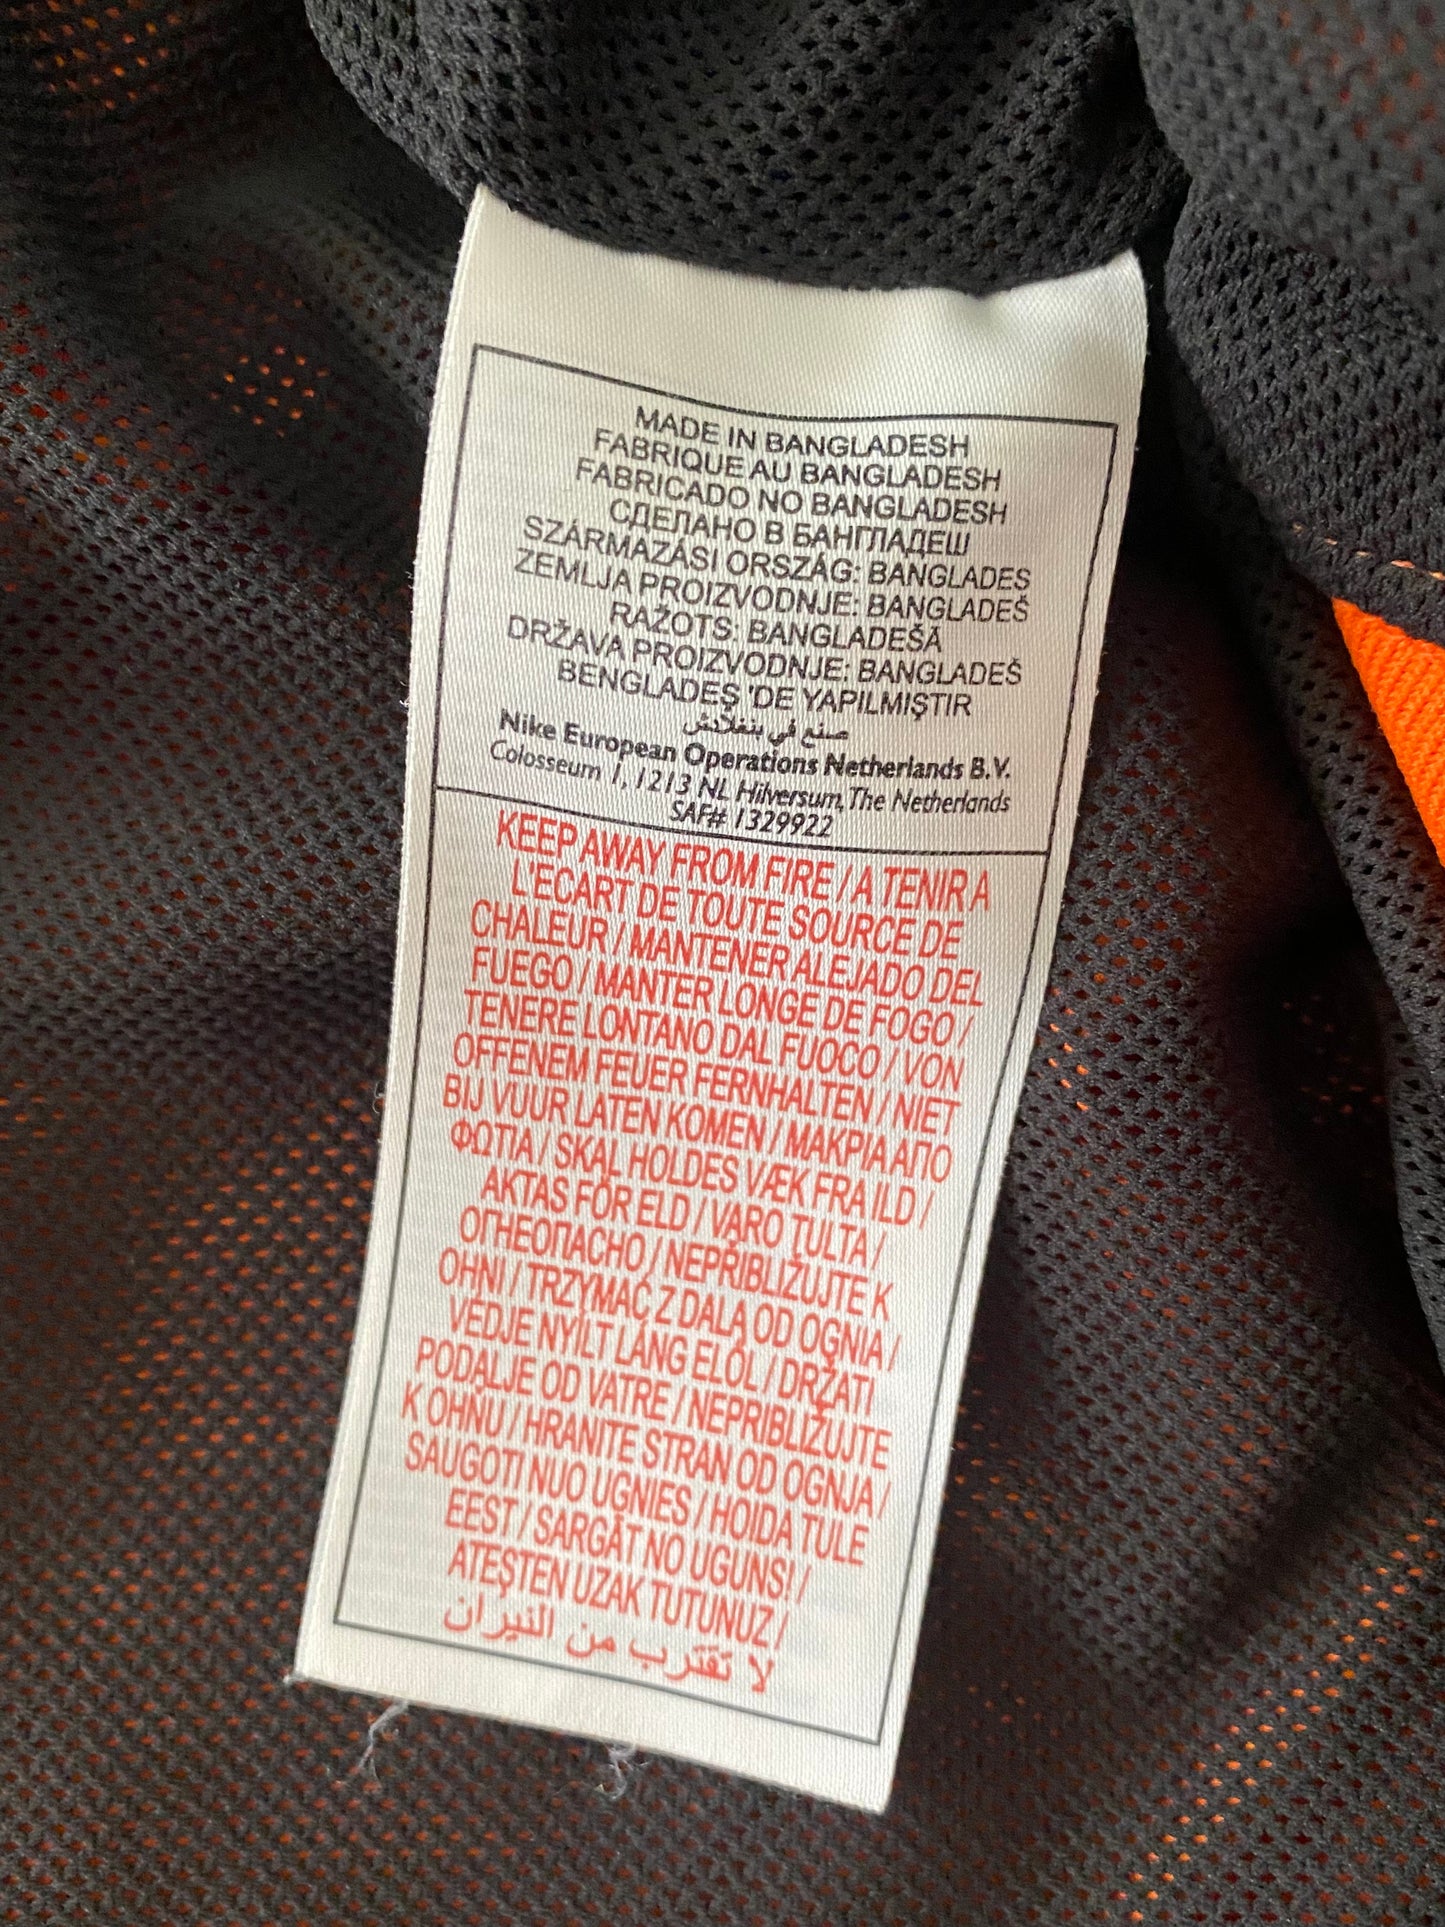 MADE IN BANGLADESH
FABRIQUE AU BANGLADESH
FABRICADO NO BANGLADESH
СДЕЛАНО В БАНГЛАДЕШ
SZÁRMAZÁSI ORSZÁG: BANGLADES
ZEMLJA PROIZVODNJE: BANGLADEŠ
RAŽOTS: BANGLADEŠĀ
DRŽAVA PROIZVODNJE: BANGLADEŠ
BENGLADEŞ 'DE YAPILMIŞTIR
صنع في بنغلادش
Nike European Operations Netherlands B.V.
Colosseum 1, 1213 NL Hilversum, The Netherlands
SAF# 1329922
KEEP AWAY FROM FIRE / A TENIR A
L'ECART DE TOUTE SOURCE DE
CHALEUR / MANTENER ALEJADO DEL
FUEGO / MANTER LONGE DE FOGO /
TENERE LONTANO DAL FUOCO / VON
OFFENEM FEUER FERNHALTEN / NIET
BIJ VUUR LATEN KOMEN / ΜΑΚΡΙΑ ΑΠΟ
ΦΩΤΙΑ / SKAL HOLDES VÆK FRA ILD /
AKTAS FÖR ELD / VARO TULTA /
ОГНЕОПАСНО / NEPŘIBLIŽUJTE K
OHNI / TRZYMAĆ Z DALA OD OGNIA /
VEDJE NYÍLT LÁNG ELÓL / DRŽATI
PODALJE OD VATRE / NEPRIBLIŽUJTE
K OHŇU / HRANITE STRAN OD OGNJA /
SAUGOTI NUO UGNIES / HOIDA TULE
EEST / SARGĀT NO UGUNS! /
ATEŞTEN UZAK TUTUNUZ /
لا تقترب من النيران